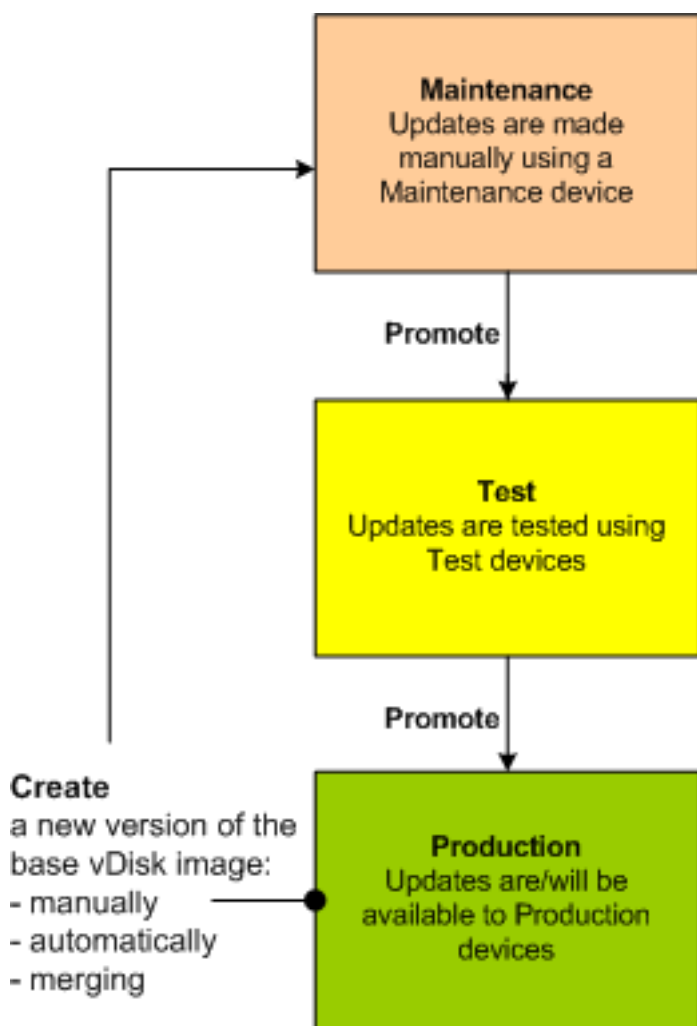 Maintenance
Updates are made
manually using a
Maintenance device
Promote
Test
Updates are tested using
Test devices
Promote
Create
a new version of the
base vDisk image:
- manually
- automatically
- merging
Production
Updates are/will be
available to Production
devices